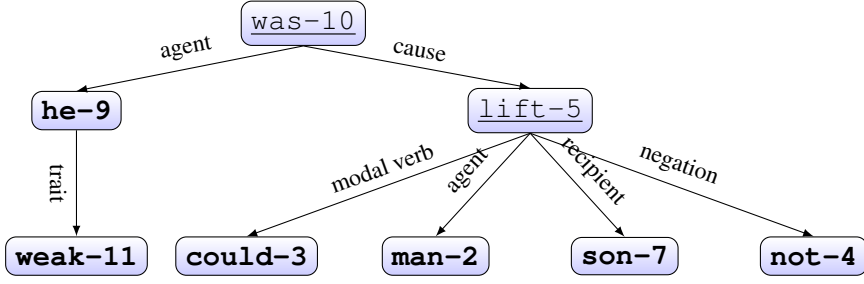 was-10
agent cause
he-9 lift-5
trait modal verb agent recipient negation
weak-11 could-3 man-2 son-7 not-4